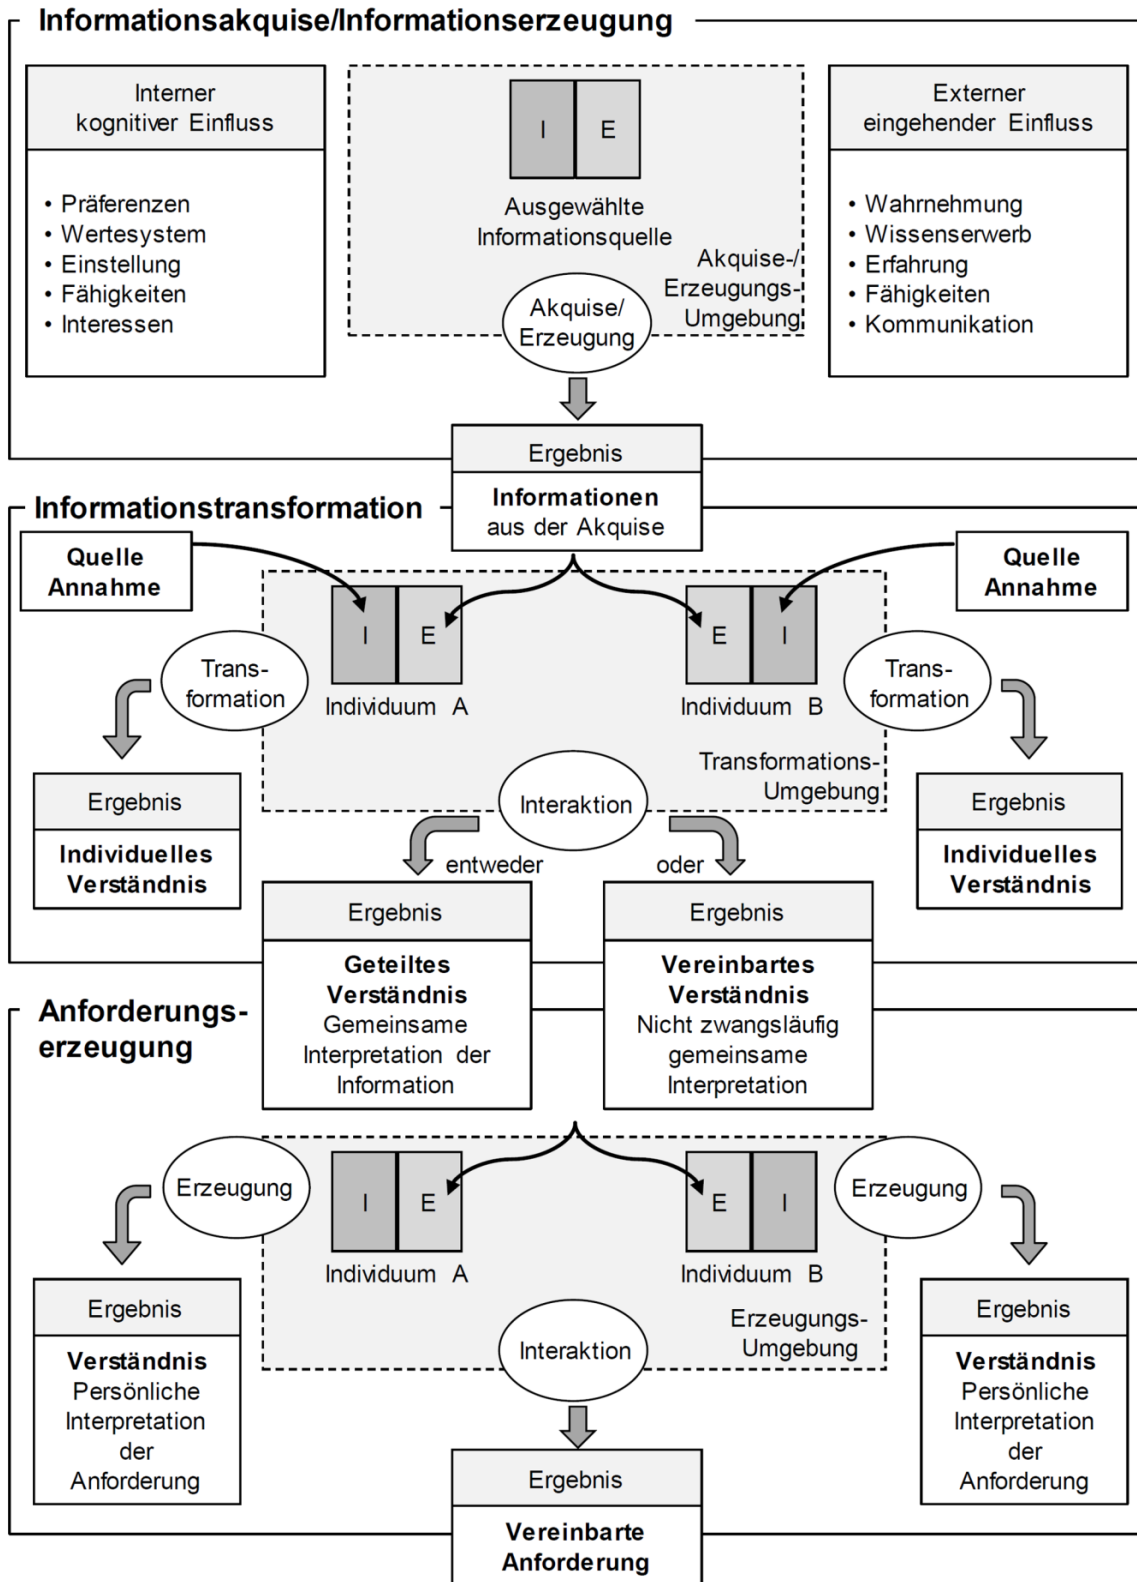 Informationsakquise/Informationserzeugung
Interner
kognitiver Einfluss
• Präferenzen
• Wertesystem
• Einstellung
• Fähigkeiten
• Interessen
I
E
Ausgewählte
Informationsquelle
Akquise-/
Erzeugungs-
Umgebung
Akquise/
Erzeugung
Externer
eingehender Einfluss
• Wahrnehmung
• Wissenserwerb
• Erfahrung
• Fähigkeiten
• Kommunikation
Ergebnis
Informationen
aus der Akquise
Informationstransformation
Quelle
Annahme
Quelle
Annahme
I
E
Individuum A
E
I
Individuum B
Trans-
formation
Trans-
formation
Transformations-
Umgebung
Interaktion
entweder
oder
Ergebnis
Individuelles
Verständnis
Ergebnis
Individuelles
Verständnis
Ergebnis
Geteiltes
Verständnis
Gemeinsame
Interpretation der
Information
Ergebnis
Vereinbartes
Verständnis
Nicht zwangsläufig
gemeinsame
Interpretation
Anforderungs-
erzeugung
Erzeugung
I
E
Individuum A
E
I
Individuum B
Erzeugung
Erzeugungs-
Umgebung
Interaktion
Ergebnis
Verständnis
Persönliche
Interpretation
der
Anforderung
Ergebnis
Verständnis
Persönliche
Interpretation
der
Anforderung
Ergebnis
Vereinbarte
Anforderung